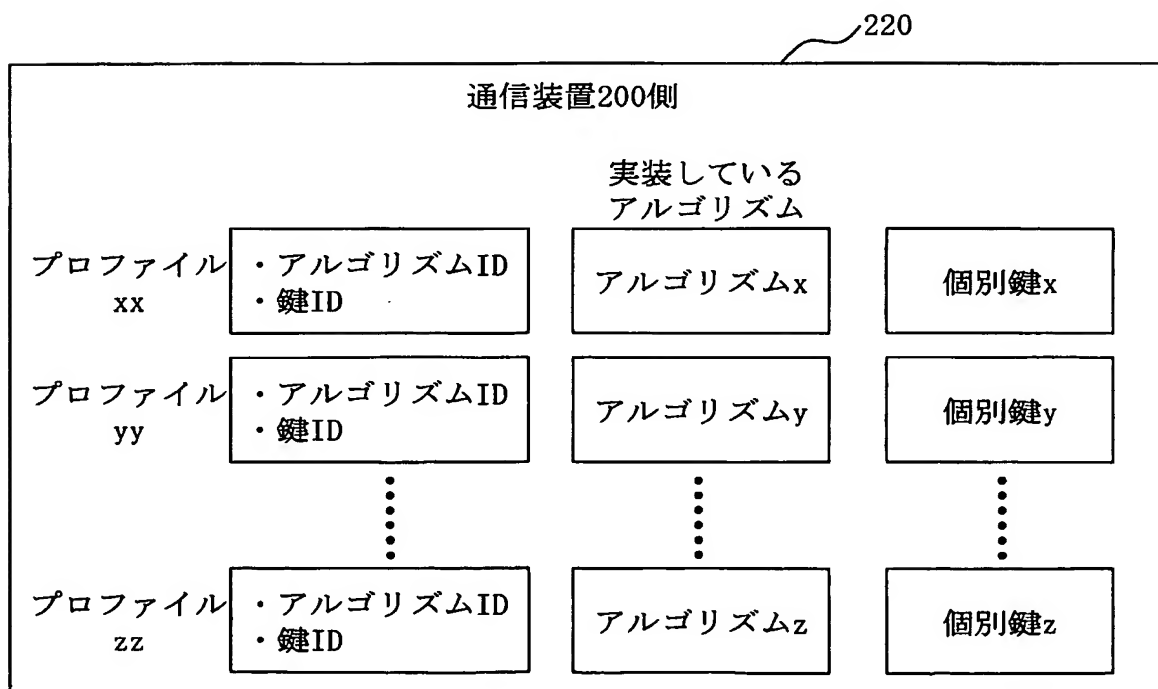 220
通信装置200側
実装している
アルゴリズム
プロファイル
xx
・アルゴリズムID
・鍵ID
アルゴリズムx
個別鍵x
プロファイル
yy
・アルゴリズムID
・鍵ID
アルゴリズムy
個別鍵y
プロファイル
zz
・アルゴリズムID
・鍵ID
アルゴリズムz
個別鍵z